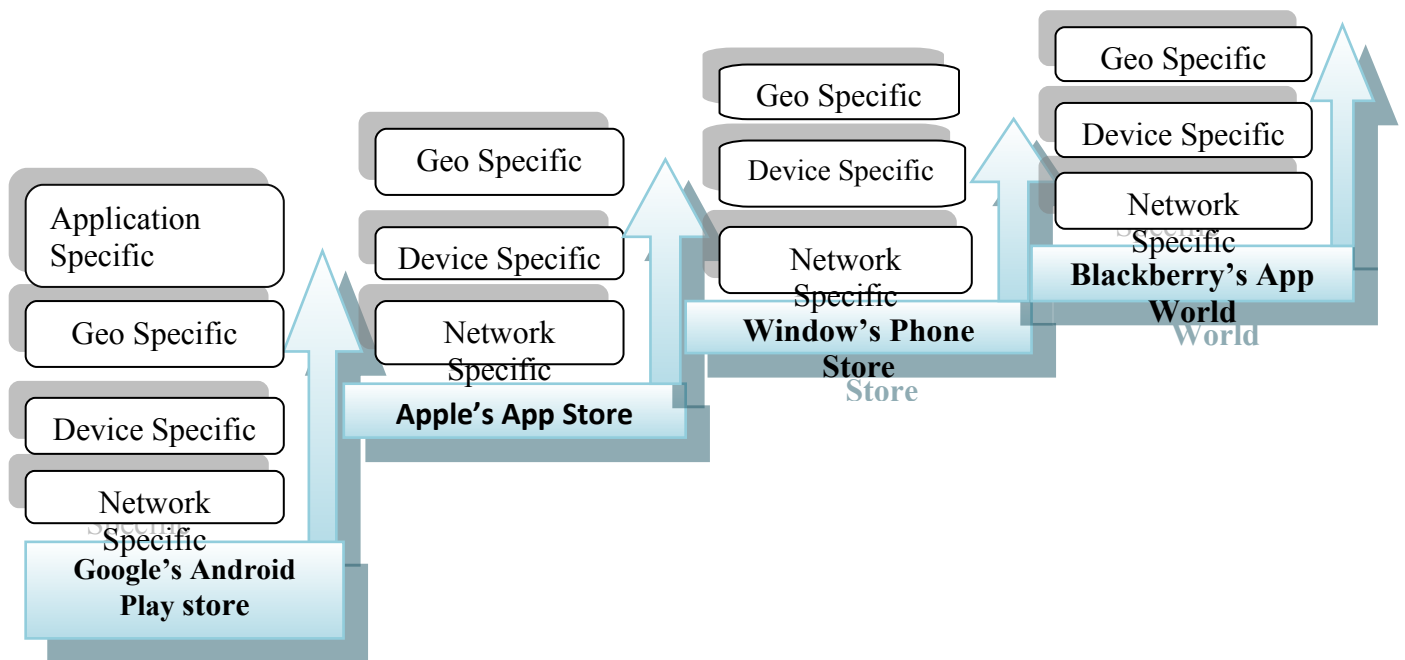 Application
Specific
Geo Specific
Device Specific
Network
Specific
Google’s Android
Play store
Geo Specific
Device Specific
Network
Specific
Apple’s App Store
Geo Specific
Device Specific
Network
Specific
Window’s Phone
Store
Geo Specific
Device Specific
Network
Specific
Blackberry’s App
World